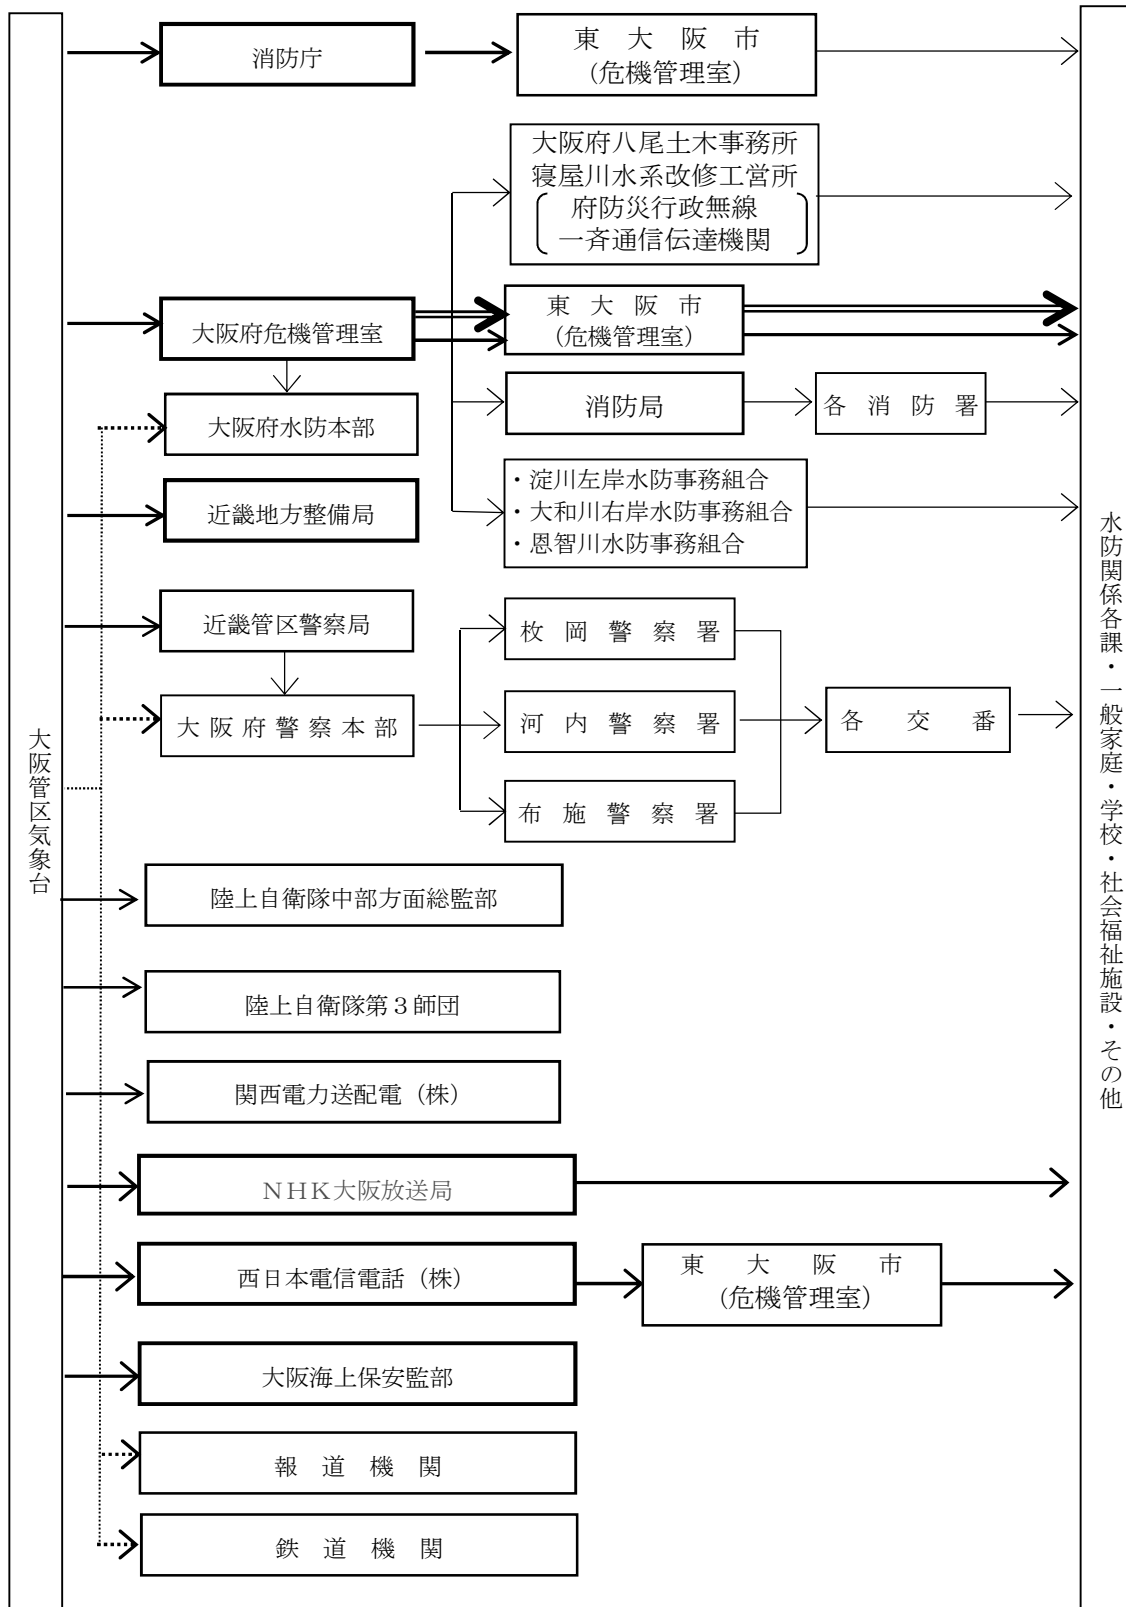 大阪管区気象台
消防庁
東大阪市
(危機管理室)
大阪府八尾土木事務所
寝屋川水系改修工営所
府防災行政無線
一斉通信伝達機関
大阪府危機管理室
東大阪市
(危機管理室)
大阪府水防本部
消防局
各消防署
近畿地方整備局
・淀川左岸水防事務組合
・大和川右岸水防事務組合
・恩智川水防事務組合
近畿管区警察局
枚岡警察署
大阪府警察本部
河内警察署
各交番
布施警察署
陸上自衛隊中部方面総監部
陸上自衛隊第3師団
関西電力送配電(株)
NHK大阪放送局
西日本電信電話(株)
東大阪市
(危機管理室)
大阪海上保安監部
報道機関
鉄道機関
水防関係各課・一般家庭・学校・社会福祉施設・その他